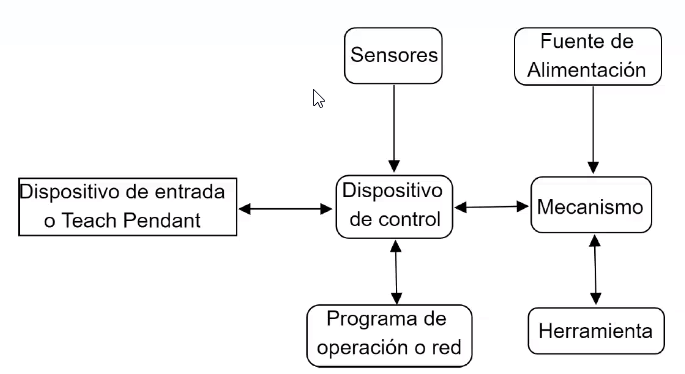 Sensores
Fuente de
Alimentación
Dispositivo de entrada
o Teach Pendant
Dispositivo
de control
Mecanismo
Programa de
operación o red
Herramienta